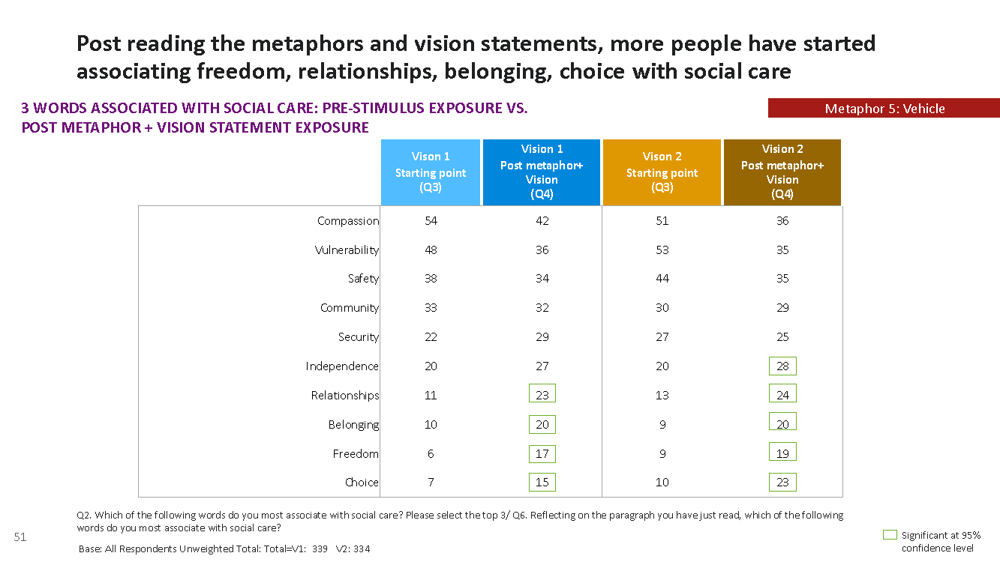 Post reading the metaphors and vision statements, more people have started
associating freedom, relationships, belonging, choice with social care
3 WORDS ASSOCIATED WITH SOCIAL CARE: PRE-STIMULUS EXPOSURE VS.
POST METAPHOR + VISION STATEMENT EXPOSURE
Metaphor 5: Vehicle
Vison 1
Starting point
(Q3)
Vision 1
Post metaphor+
Vision
(Q4)
Vison 2
Starting point
(Q3)
Vision 2
Post metaphor+
Vision
(Q4)
Compassion 54 42 51 36
Vulnerability 48 36 53 35
Safety 38 34 44 35
Community 33 32 30 29
Security 22 29 27 25
Independence 20 27 20 28
Relationships 11 23 13 24
Belonging 10 20 9 20
Freedom 6 17 9 19
Choice 7 15 10 23
Q2. Which of the following words do you most associate with social care? Please select the top 3/ Q6. Reflecting on the paragraph you have just read, which of the following
words do you most associate with social care?
51
Base: All Respondents Unweighted Total: Total=V1: 339 V2: 334
Significant at 95%
confidence level